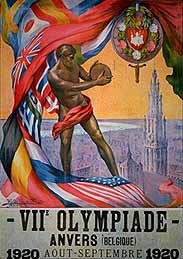 - VIIᴱ OLYMPIADE -
ANVERS (BELGIQUE)
1920 AOUT-SEPTEMBRE 1920